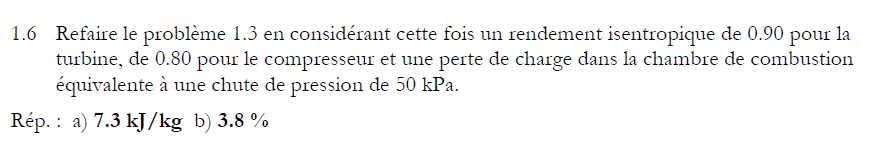 1.6 Refaire le problème 1.3 en considérant cette fois un rendement isentropique de 0.90 pour la
turbine, de 0.80 pour le compresseur et une perte de charge dans la chambre de combustion
équivalente à une chute de pression de 50 kPa.
Rép. : a) 7.3 kJ/kg b) 3.8 %